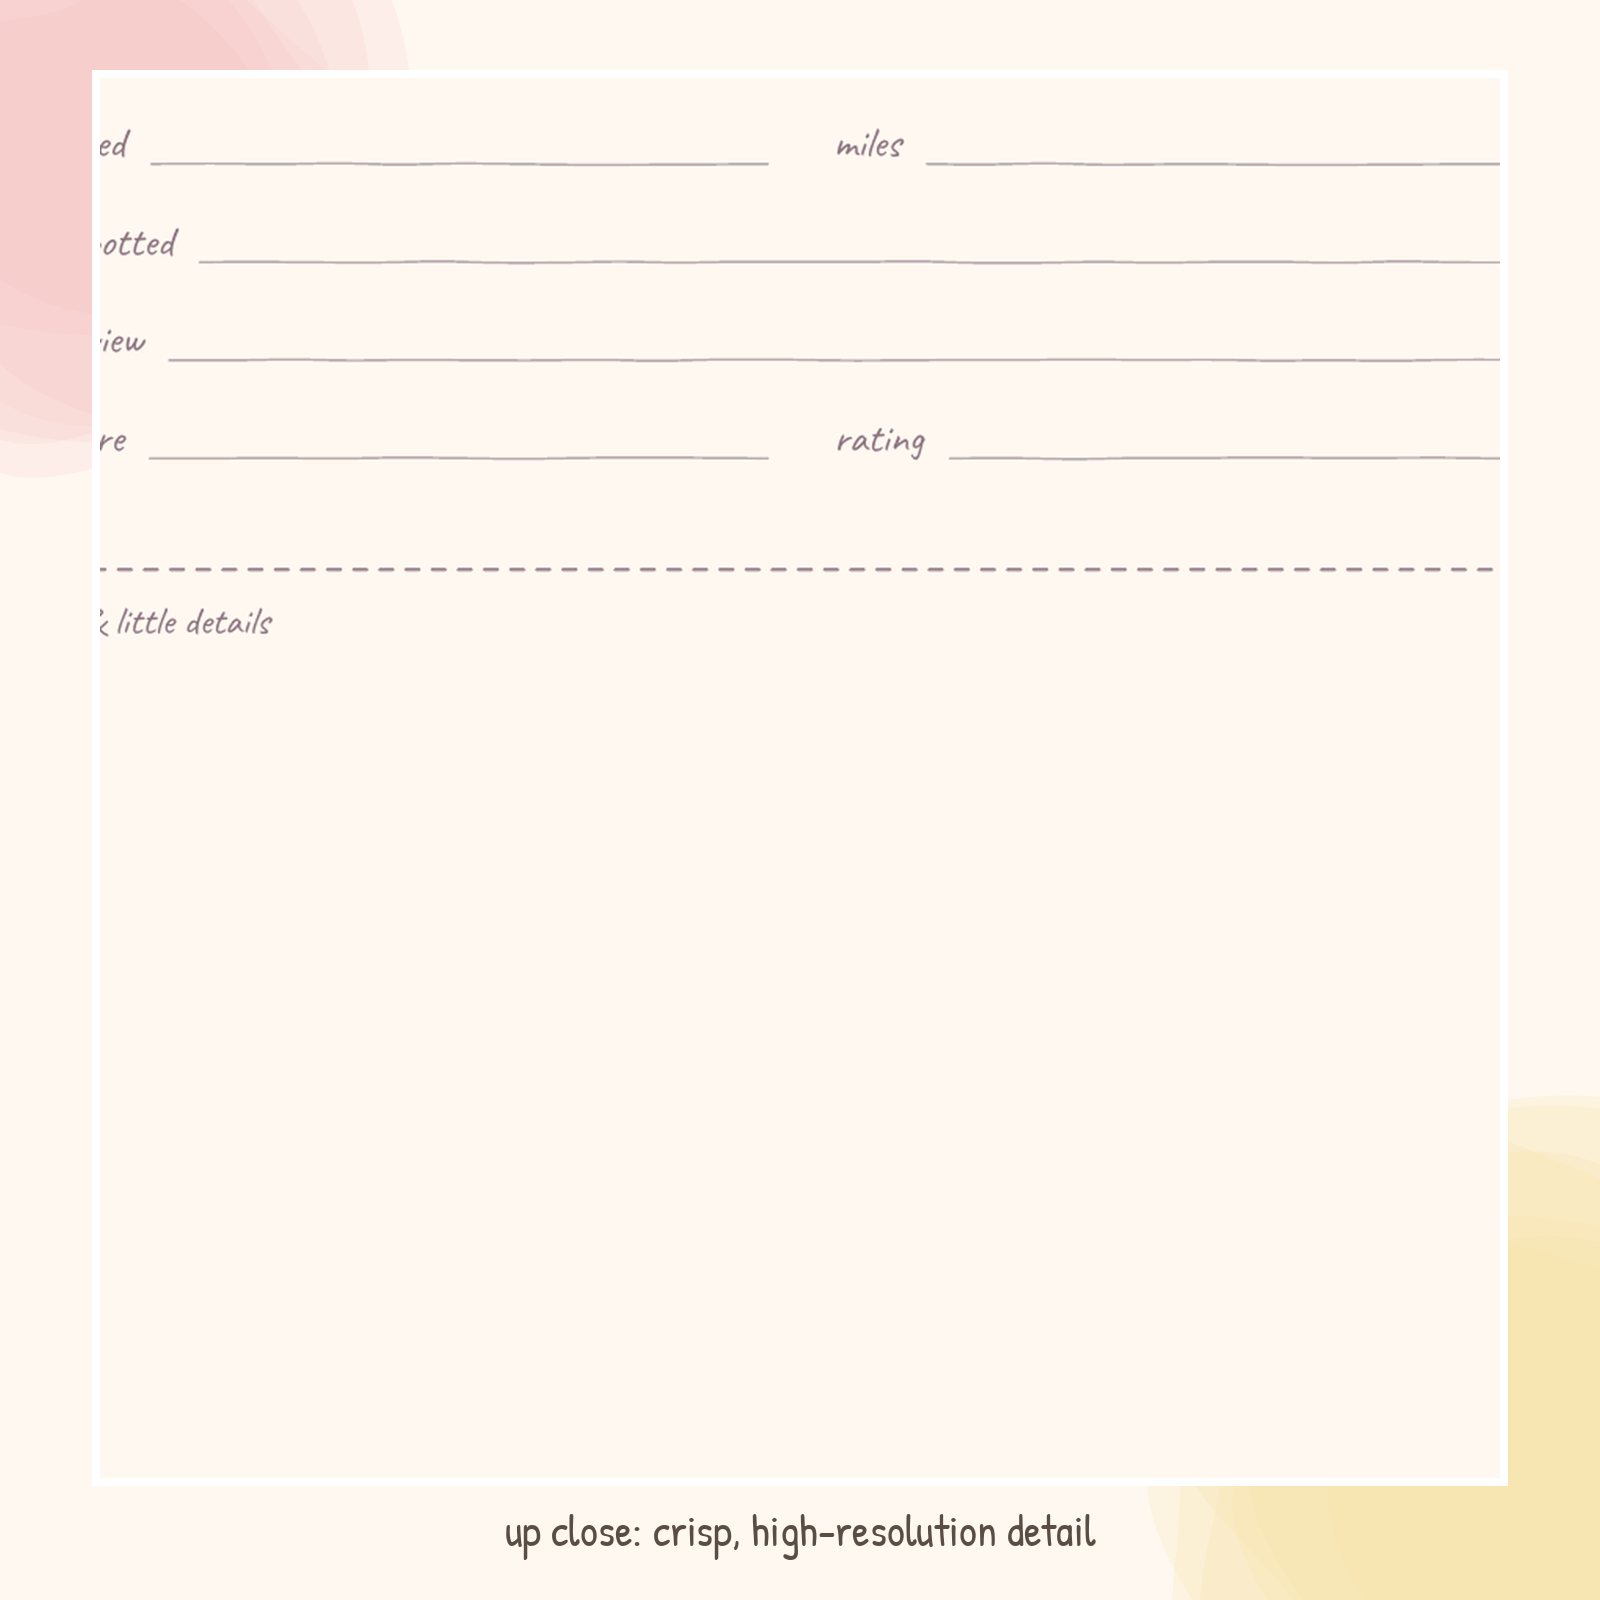 ed miles
otted
iew
re rating
& little details
up close: crisp, high-resolution detail